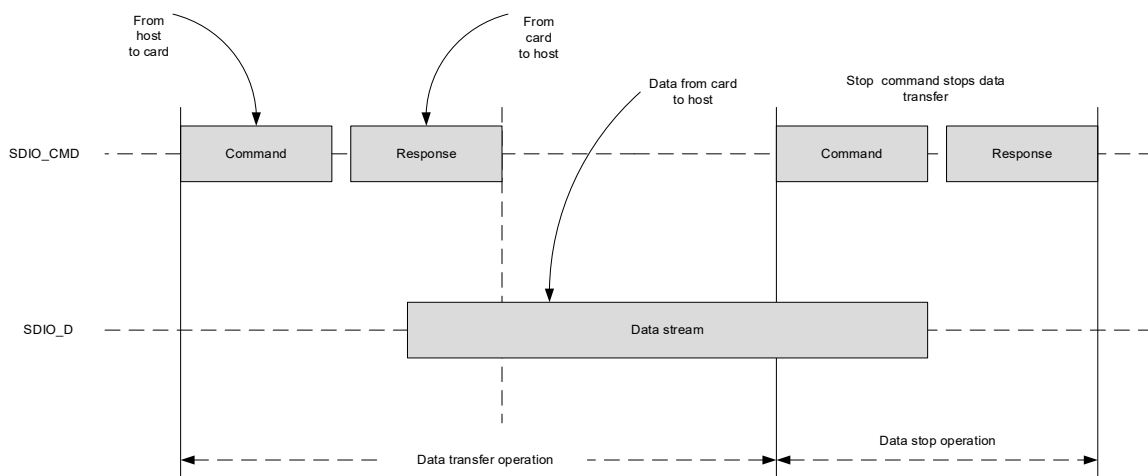 From
host
to card
From
card
to host
Data from card
to host
Stop command stops data
transfer
SDIO_CMD
Command
Response
Command
Response
SDIO_D
Data stream
Data transfer operation
Data stop operation